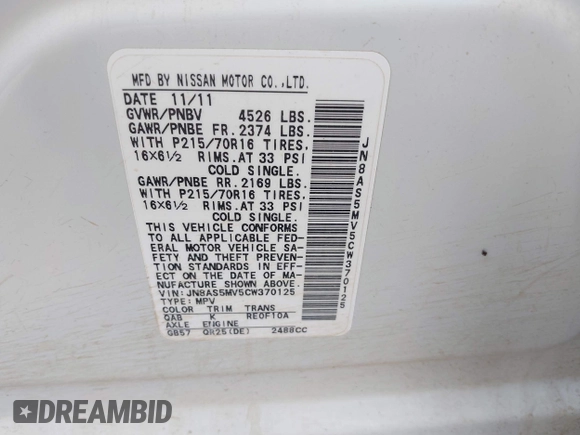 MFD BY NISSAN MOTOR CO.,LTD.
DATE 11/11
GVWR/PNBV 4526 LBS.
GAWR/PNBE FR. 2374 LBS.
WITH P215/70R16 TIRES,
16X6½ RIMS, AT 33 PSI
COLD SINGLE.
GAWR/PNBE RR. 2169 LBS.
WITH P215/70R16 TIRES,
16X6½ RIMS, AT 33 PSI
COLD SINGLE.
THIS VEHICLE CONFORMS
TO ALL APPLICABLE FED-
ERAL MOTOR VEHICLE SA-
FETY AND THEFT PREVEN-
TION STANDARDS IN EFF-
ECT ON THE DATE OF MA-
NUFACTURE SHOWN ABOVE.
VIN: JN8AS5MV5CW370125
TYPE: MPV
COLOR TRIM TRANS
QAB K RE0F10A
AXLE ENGINE
GB57 QR25(DE) 2488CC
JN8AS5MV5CW370125
DREAMBID